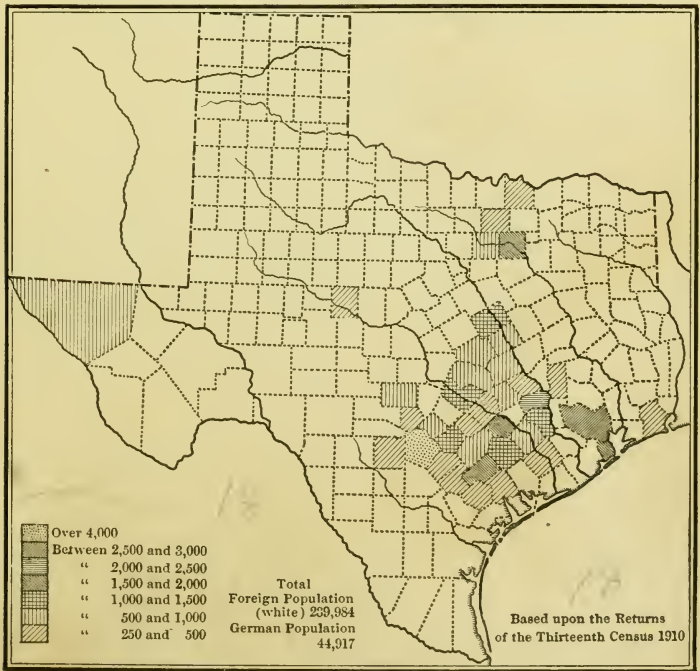 Over 4,000
Between 2,500 and 3,000
“ 2,000 and 2,500
“ 1,500 and 2,000
“ 1,000 and 1,500
“ 500 and 1,000
“ 250 and 500
Total
Foreign Population
(white) 239,984
German Population
44,917
Based upon the Returns
of the Thirteenth Census 1910